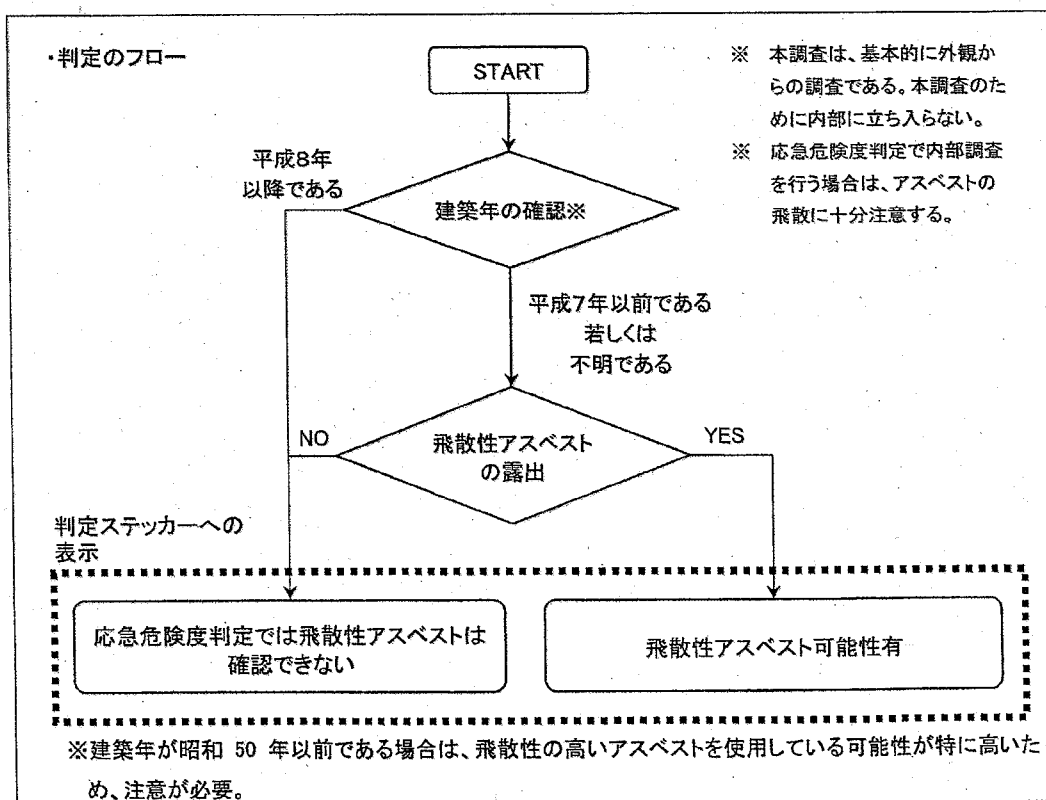 ・判定のフロー
START
※　本調査は、基本的に外観か
らの調査である。本調査のた
めに内部に立ち入らない。
※　応急危険度判定で内部調査
を行う場合は、アスベストの
飛散に十分注意する。
平成8年
以降である
建築年の確認※
平成7年以前である
若しくは
不明である
NO
飛散性アスベスト
の露出
YES
判定ステッカーへの
表示
応急危険度判定では飛散性アスベストは
確認できない
飛散性アスベスト可能性有
※建築年が昭和 50 年以前である場合は、飛散性の高いアスベストを使用している可能性が特に高いた
め、注意が必要。